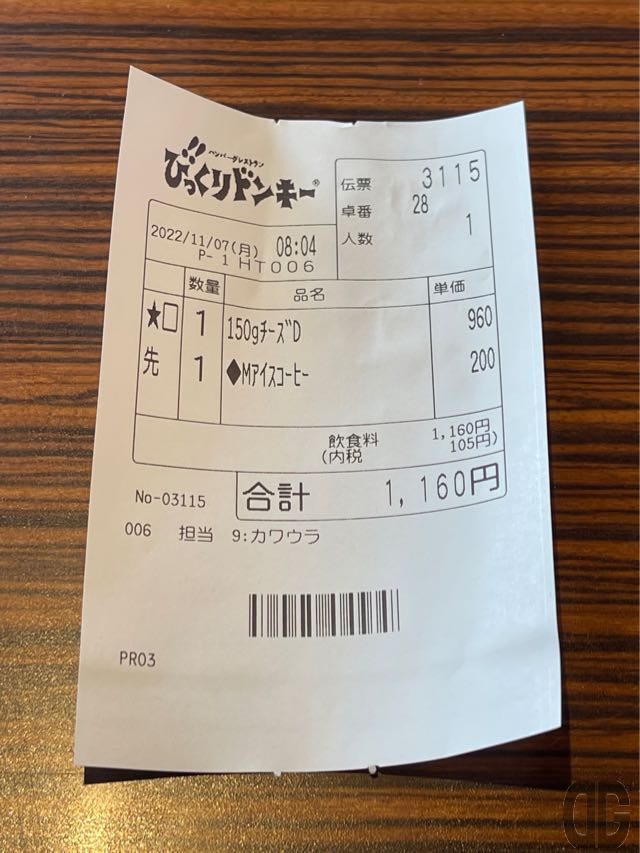 ハンバーグレストラン
びっくりドンキー®
伝票 3115
卓番 28
人数 1
2022/11/07(月) 08:04
P- 1 HT006
数量 品名 単価
★□ 1 150gチーズD 960
先 1 ◆Mアイスコーヒー 200
飲食料 1,160円
(内税 105円)
合計 1,160円
No-03115
006 担当 9:カワウラ
PR03
DC